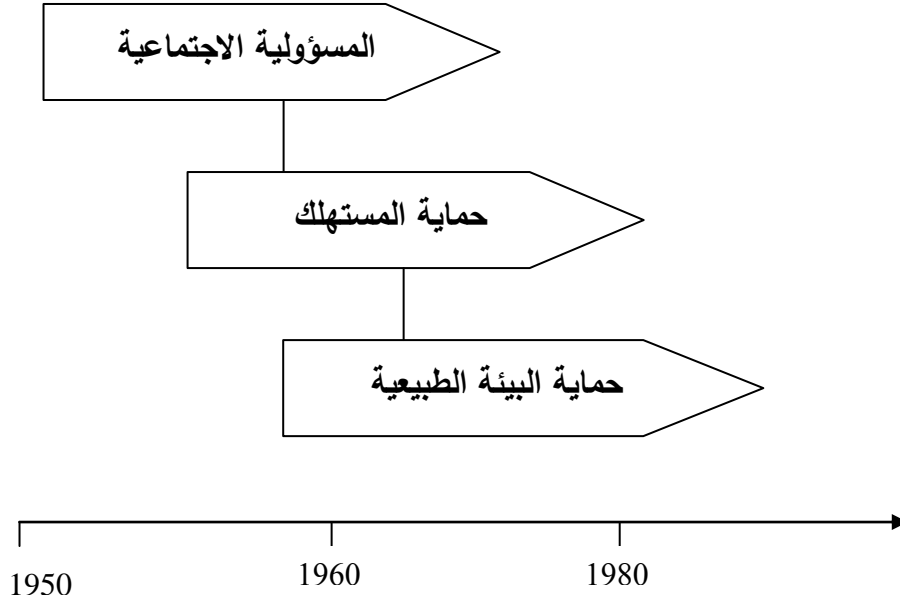 المسؤولية الاجتماعية
حماية المستهلك
حماية البيئة الطبيعية
1950
1960
1980